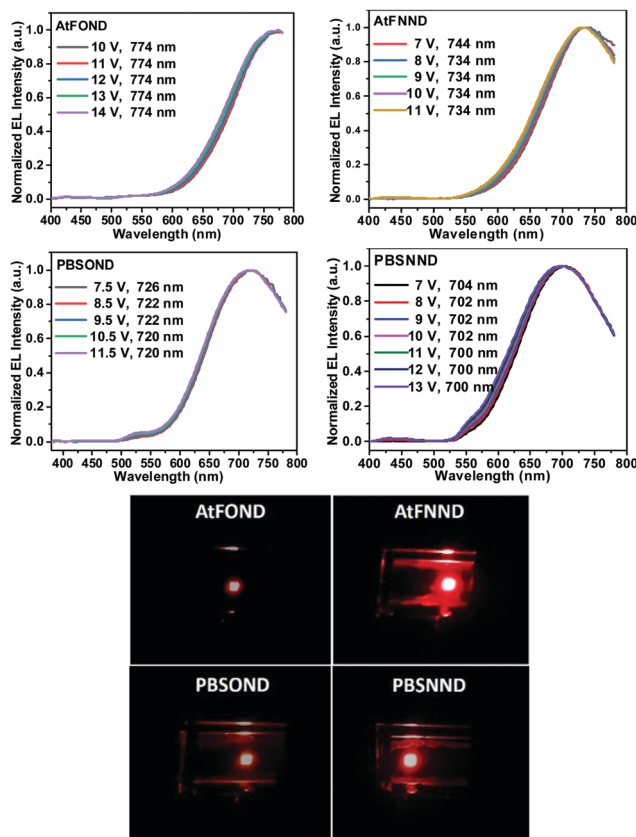 AtFOND
10 V, 774 nm
11 V, 774 nm
12 V, 774 nm
13 V, 774 nm
14 V, 774 nm
Normalized EL Intensity (a.u.)
1.0
0.8
0.6
0.4
0.2
0.0
400 450 500 550 600 650 700 750 800
Wavelength (nm)
AtFNND
7 V, 744 nm
8 V, 734 nm
9 V, 734 nm
10 V, 734 nm
11 V, 734 nm
Normalized EL Intensity (a.u.)
1.0
0.8
0.6
0.4
0.2
0.0
400 450 500 550 600 650 700 750 800
Wavelength (nm)
PBSOND
7.5 V, 726 nm
8.5 V, 722 nm
9.5 V, 722 nm
10.5 V, 720 nm
11.5 V, 720 nm
Normalized EL Intensity (a.u.)
1.0
0.8
0.6
0.4
0.2
0.0
400 450 500 550 600 650 700 750 800
Wavelength (nm)
PBSNND
7 V, 704 nm
8 V, 702 nm
9 V, 702 nm
10 V, 702 nm
11 V, 700 nm
12 V, 700 nm
13 V, 700 nm
Normalized EL Intensity (a.u.)
1.0
0.8
0.6
0.4
0.2
0.0
400 450 500 550 600 650 700 750 800
Wavelength (nm)
AtFOND
AtFNND
PBSOND
PBSNND